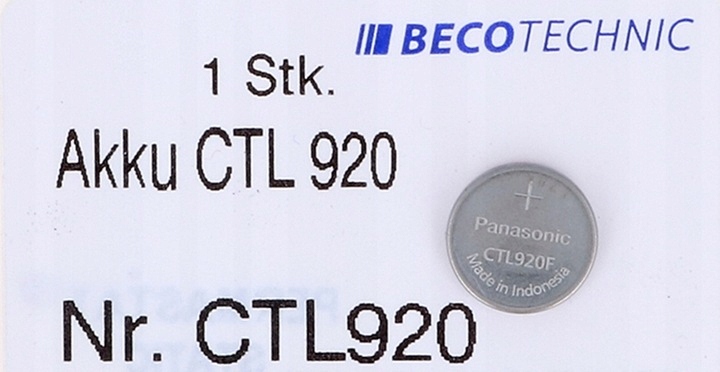 BECOTECHNIC
1 Stk.
Akku CTL 920
+
Panasonic
CTL920F
Made in Indonesia
Nr. CTL920